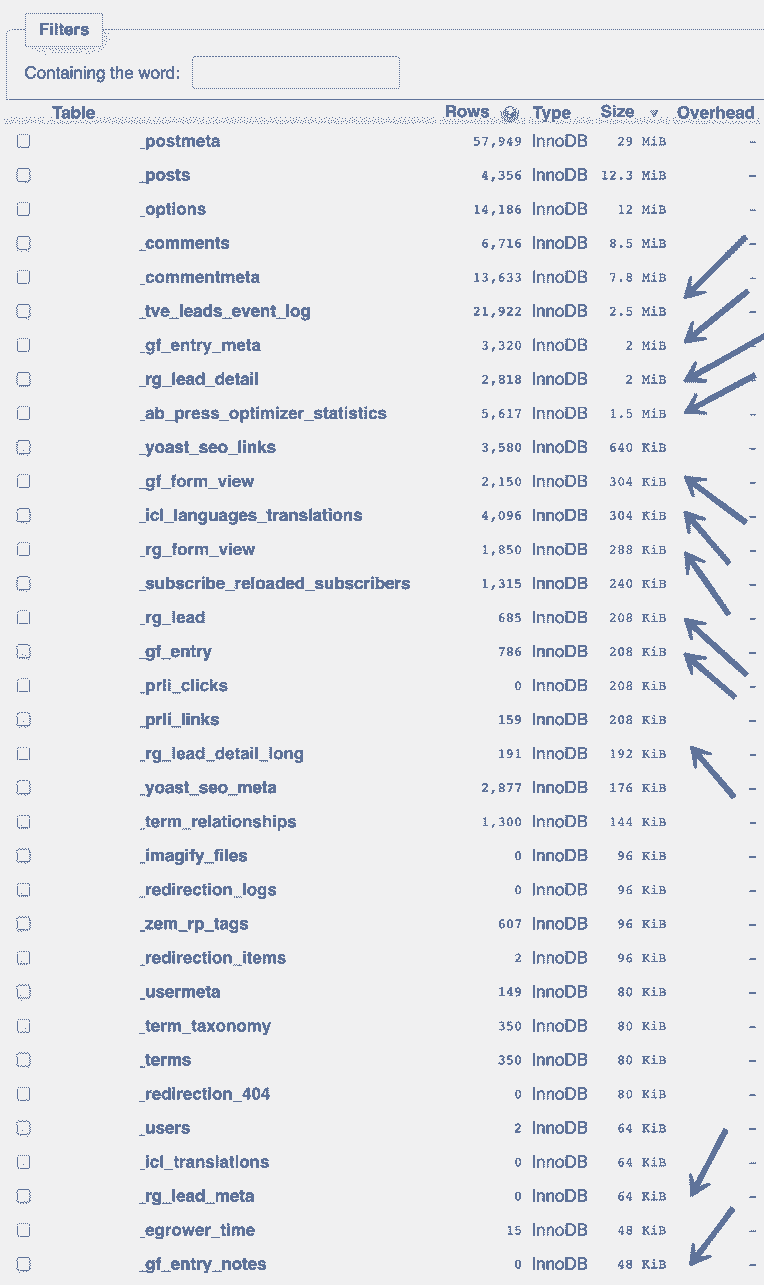 Filters
Containing the word:
Table Rows Type Size Overhead
_postmeta 57,949 InnoDB 29 MiB –
_posts 4,356 InnoDB 12.3 MiB –
_options 14,186 InnoDB 12 MiB –
_comments 6,716 InnoDB 8.5 MiB –
_commentmeta 13,633 InnoDB 7.8 MiB –
_tve_leads_event_log 21,922 InnoDB 2.5 MiB –
_gf_entry_meta 3,320 InnoDB 2 MiB –
_rg_lead_detail 2,818 InnoDB 2 MiB –
_ab_press_optimizer_statistics 5,617 InnoDB 1.5 MiB –
_yoast_seo_links 3,580 InnoDB 640 KiB –
_gf_form_view 2,150 InnoDB 304 KiB –
_icl_languages_translations 4,096 InnoDB 304 KiB –
_rg_form_view 1,850 InnoDB 288 KiB –
_subscribe_reloaded_subscribers 1,315 InnoDB 240 KiB –
_rg_lead 685 InnoDB 208 KiB –
_gf_entry 786 InnoDB 208 KiB –
_prli_clicks 0 InnoDB 208 KiB –
_prli_links 159 InnoDB 208 KiB –
_rg_lead_detail_long 191 InnoDB 192 KiB –
_yoast_seo_meta 2,877 InnoDB 176 KiB –
_term_relationships 1,300 InnoDB 144 KiB –
_imagify_files 0 InnoDB 96 KiB –
_redirection_logs 0 InnoDB 96 KiB –
_zem_rp_tags 607 InnoDB 96 KiB –
_redirection_items 2 InnoDB 96 KiB –
_usermeta 149 InnoDB 80 KiB –
_term_taxonomy 350 InnoDB 80 KiB –
_terms 350 InnoDB 80 KiB –
_redirection_404 0 InnoDB 80 KiB –
_users 2 InnoDB 64 KiB –
_icl_translations 0 InnoDB 64 KiB –
_rg_lead_meta 0 InnoDB 64 KiB –
_egrower_time 15 InnoDB 48 KiB –
_gf_entry_notes 0 InnoDB 48 KiB –